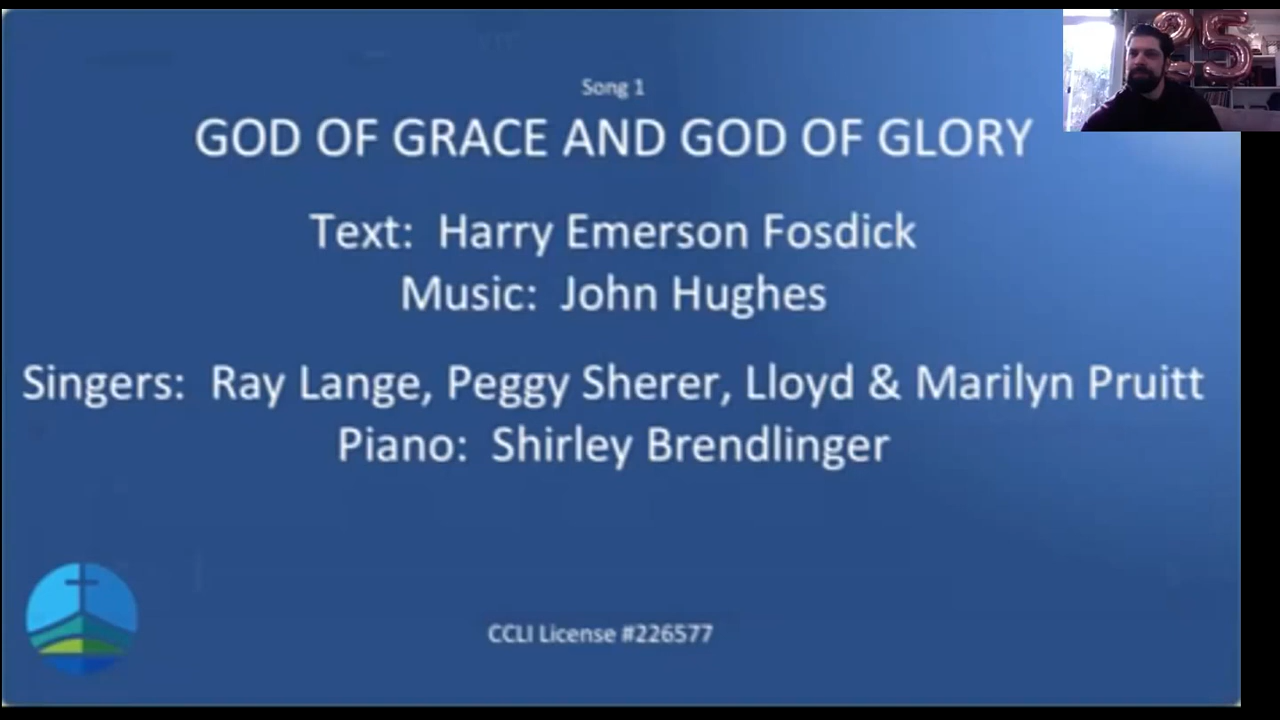 Song 1
GOD OF GRACE AND GOD OF GLORY
Text: Harry Emerson Fosdick
Music: John Hughes
Singers: Ray Lange, Peggy Sherer, Lloyd & Marilyn Pruitt
Piano: Shirley Brendlinger
CCLI License #226577
25